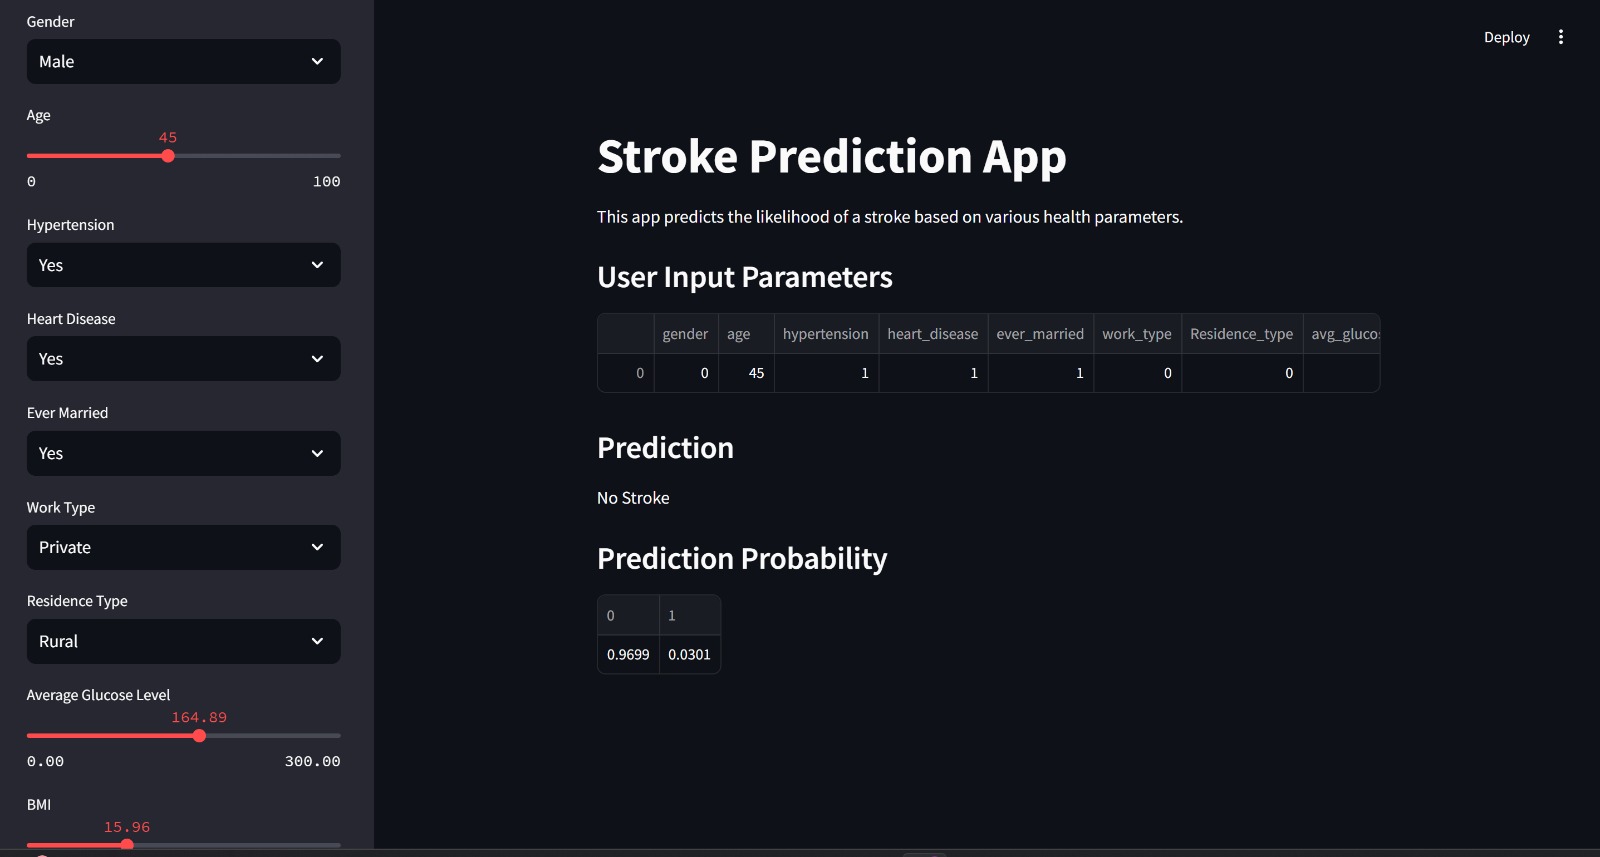 Gender
Male
Age
45
0 100
Hypertension
Yes
Heart Disease
Yes
Ever Married
Yes
Work Type
Private
Residence Type
Rural
Average Glucose Level
164.89
0.00 300.00
BMI
15.96
Deploy
Stroke Prediction App
This app predicts the likelihood of a stroke based on various health parameters.
User Input Parameters
gender age hypertension heart_disease ever_married work_type Residence_type avg_gluco
0 0 45 1 1 1 0 0
Prediction
No Stroke
Prediction Probability
0 1
0.9699 0.0301